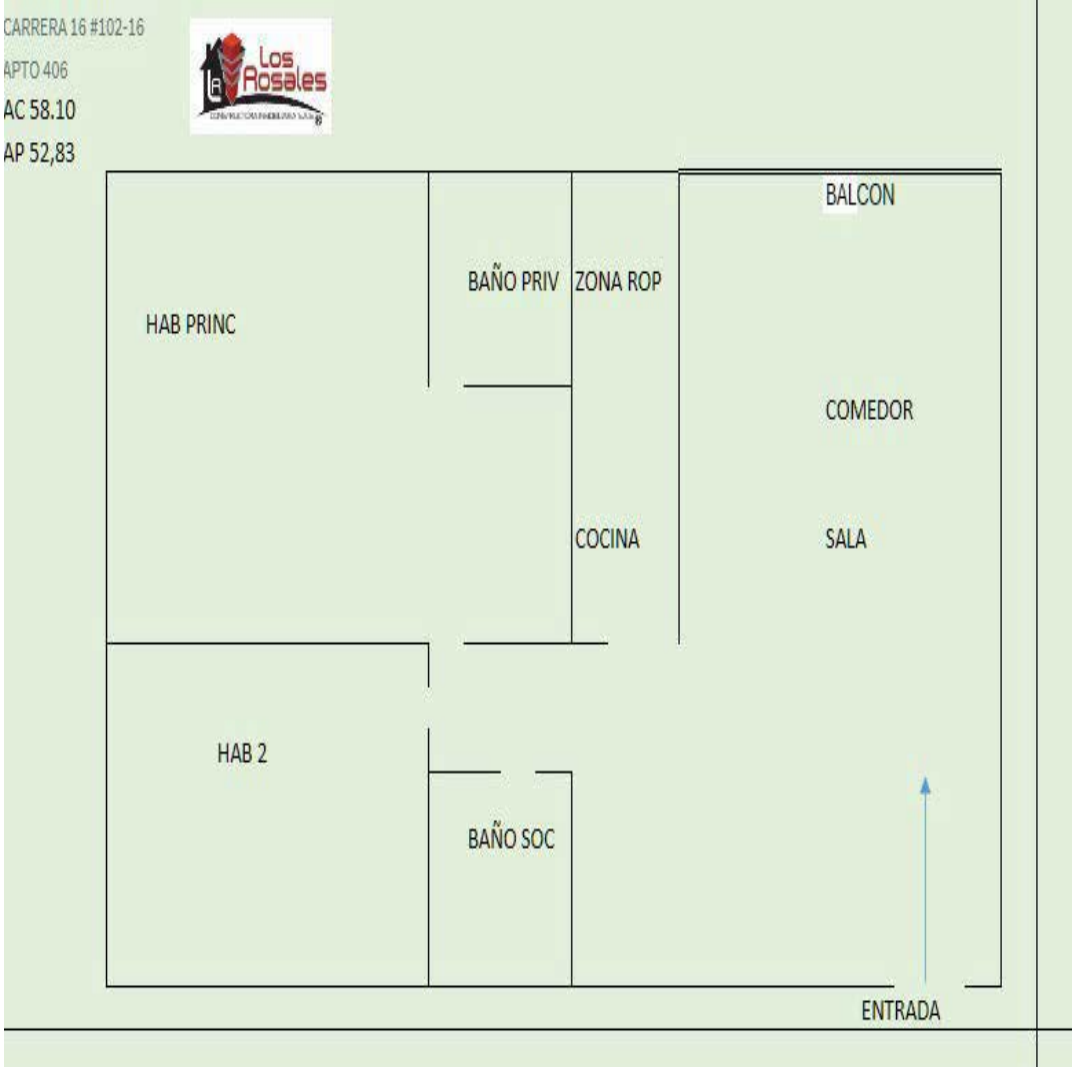 CARRERA 16 #102-16
APTO 406
AC 58.10
AP 52,83
Los
Rosales
BALCON
BAÑO PRIV
ZONA ROP
HAB PRINC
COMEDOR
COCINA
SALA
HAB 2
BAÑO SOC
ENTRADA